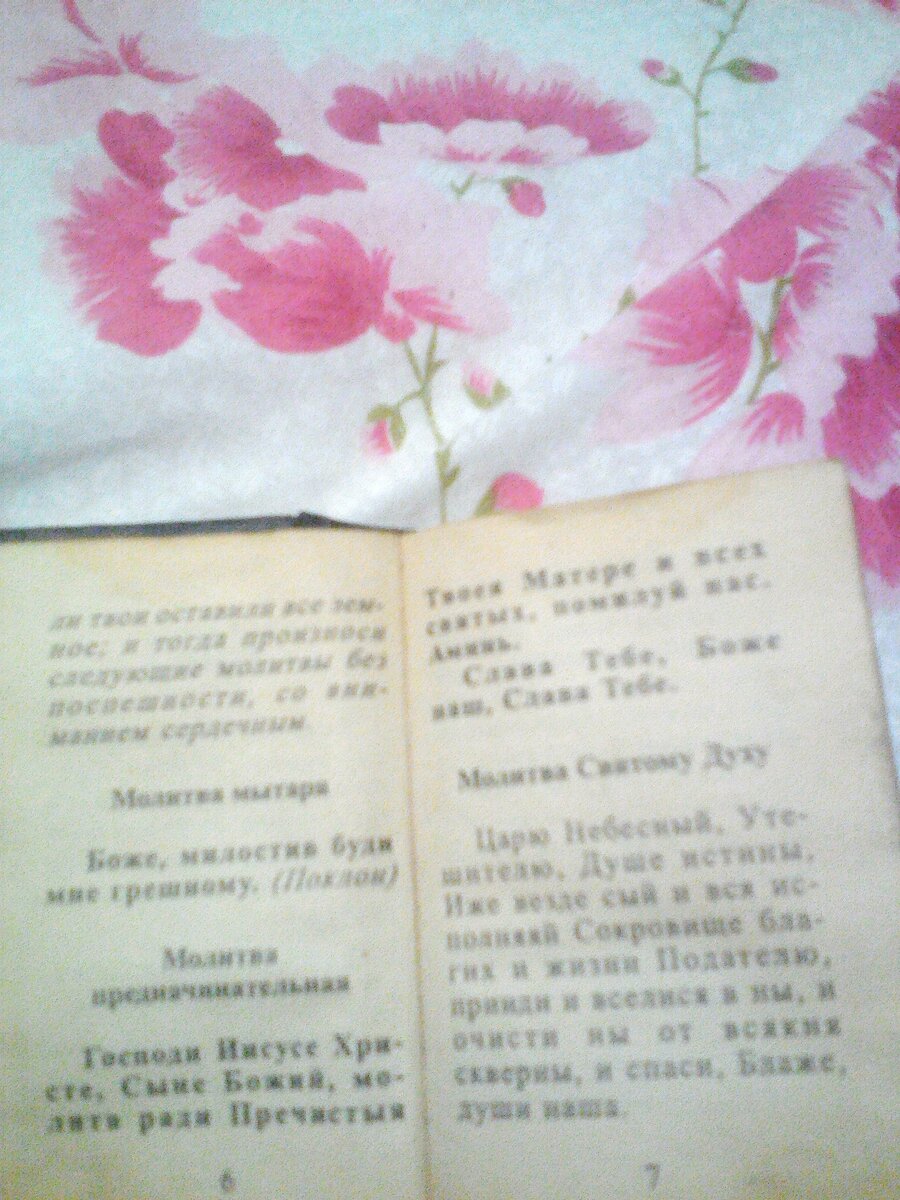 ли твои оставили все зем-
ное; и тогда произноси
следующие молитвы без
поспешности, со вни-
манием сердечным.
Молитва мытаря
Боже, милостив буди
мне грешному. (Поклон)
Молитва
предначинательная
Господи Иисусе Хри-
сте, Сыне Божий, мо-
литв ради Пречистыя
6
Твоея Матере и всех
святых, помилуй нас.
Аминь.
Слава Тебе, Боже
наш, Слава Тебе.
Молитва Святому Духу
Царю Небесный, Уте-
шителю, Душе истины,
Иже везде сый и вся ис-
полняяй Сокровище бла-
гих и жизни Подателю,
прииди и вселися в ны, и
очисти ны от всякия
скверны, и спаси, Блаже,
души наша.
7